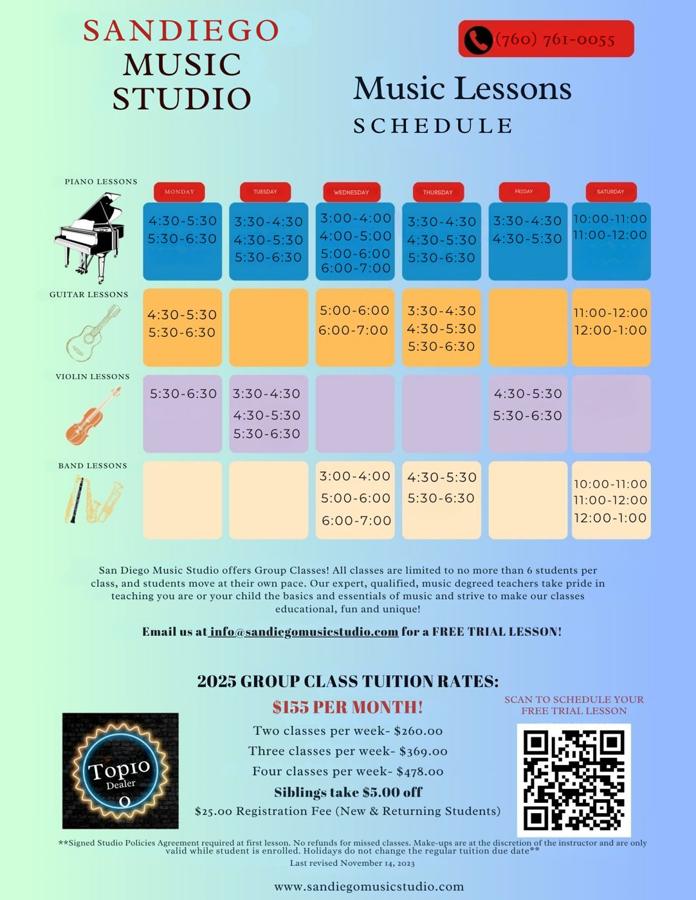 SANDIEGO
MUSIC
STUDIO
(760) 761-0055
Music Lessons
SCHEDULE
PIANO LESSONS
MONDAY
TUESDAY
WEDNESDAY
THURSDAY
FRIDAY
SATURDAY
4:30-5:30
5:30-6:30
3:30-4:30
4:30-5:30
5:30-6:30
3:00-4:00
4:00-5:00
5:00-6:00
6:00-7:00
3:30-4:30
4:30-5:30
5:30-6:30
3:30-4:30
4:30-5:30
10:00-11:00
11:00-12:00
GUITAR LESSONS
4:30-5:30
5:30-6:30
5:00-6:00
6:00-7:00
3:30-4:30
4:30-5:30
5:30-6:30
11:00-12:00
12:00-1:00
VIOLIN LESSONS
5:30-6:30
3:30-4:30
4:30-5:30
5:30-6:30
4:30-5:30
5:30-6:30
BAND LESSONS
3:00-4:00
5:00-6:00
6:00-7:00
4:30-5:30
5:30-6:30
10:00-11:00
11:00-12:00
12:00-1:00
San Diego Music Studio offers Group Classes! All classes are limited to no more than 6 students per
class, and students move at their own pace. Our expert, qualified, music degreed teachers take pride in
teaching you are or your child the basics and essentials of music and strive to make our classes
educational, fun and unique!
Email us at info@sandiegomusicstudio.com for a FREE TRIAL LESSON!
2025 GROUP CLASS TUITION RATES:
$155 PER MONTH!
Two classes per week- $260.00
Three classes per week- $369.00
Four classes per week- $478.00
Siblings take $5.00 off
$25.00 Registration Fee (New & Returning Students)
Top10
Dealer
SCAN TO SCHEDULE YOUR
FREE TRIAL LESSON
**Signed Studio Policies Agreement required at first lesson. No refunds for missed classes. Make-ups are at the discretion of the instructor and are only
valid while student is enrolled. Holidays do not change the regular tuition due date**
Last revised November 14, 2023
www.sandiegomusicstudio.com